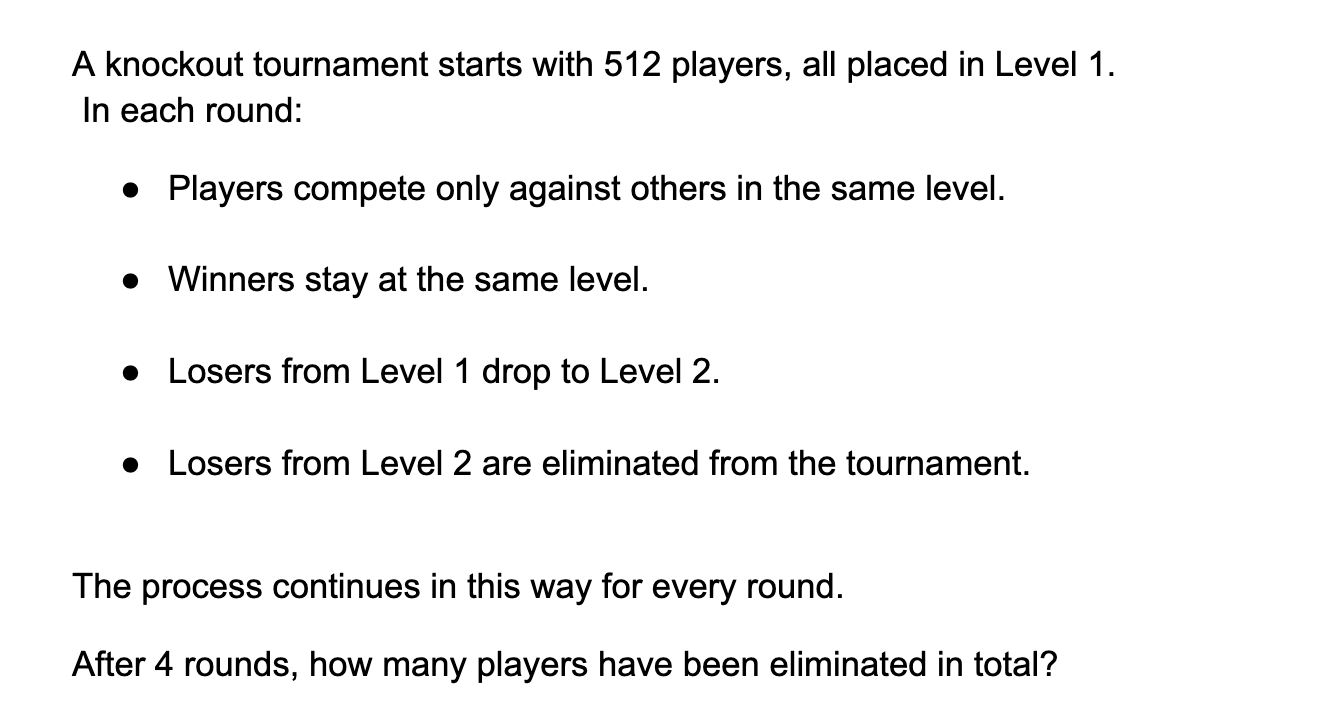 A knockout tournament starts with 512 players, all placed in Level 1.
In each round:
● Players compete only against others in the same level.
● Winners stay at the same level.
● Losers from Level 1 drop to Level 2.
● Losers from Level 2 are eliminated from the tournament.
The process continues in this way for every round.
After 4 rounds, how many players have been eliminated in total?